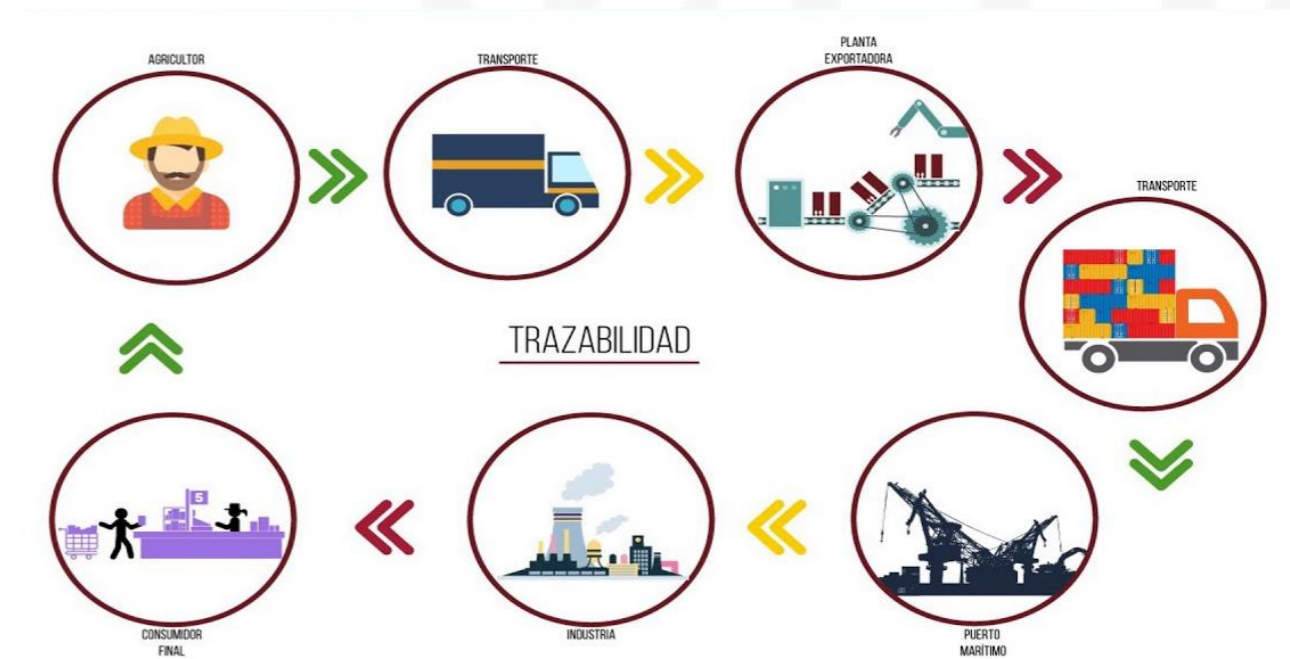 AGRICULTOR
TRANSPORTE
PLANTA
EXPORTADORA
TRANSPORTE
TRAZABILIDAD
5
CONSUMIDOR
FINAL
INDUSTRIA
PUERTO
MARÍTIMO